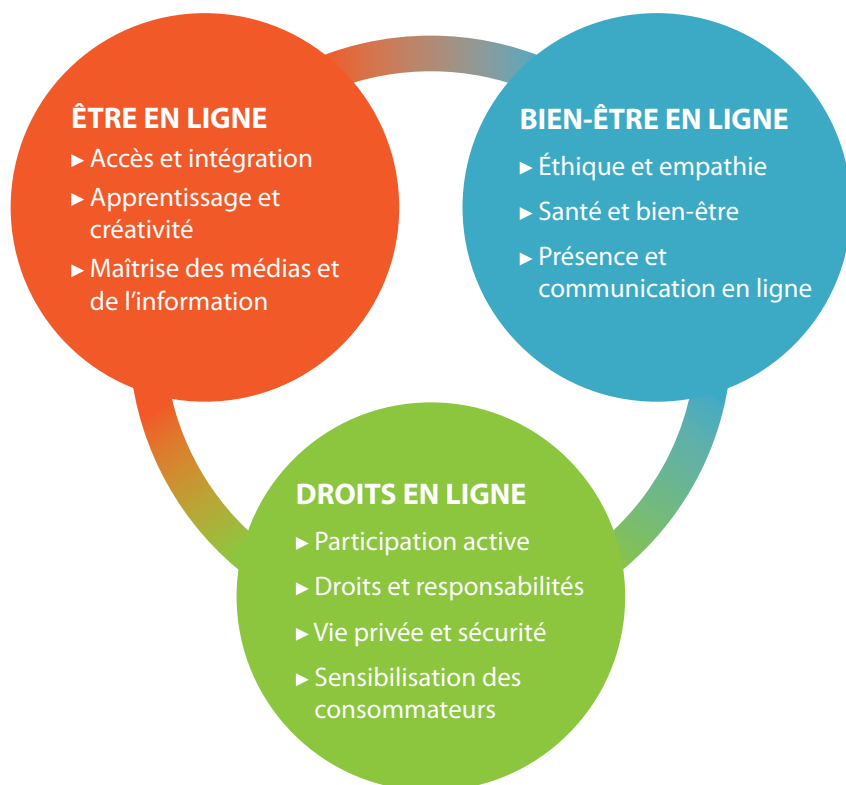 ÊTRE EN LIGNE
▸ Accès et intégration
▸ Apprentissage et
créativité
▸ Maîtrise des médias et
de l'information
BIEN-ÊTRE EN LIGNE
▸ Éthique et empathie
▸ Santé et bien-être
▸ Présence et
communication en ligne
DROITS EN LIGNE
▸ Participation active
▸ Droits et responsabilités
▸ Vie privée et sécurité
▸ Sensibilisation des
consommateurs